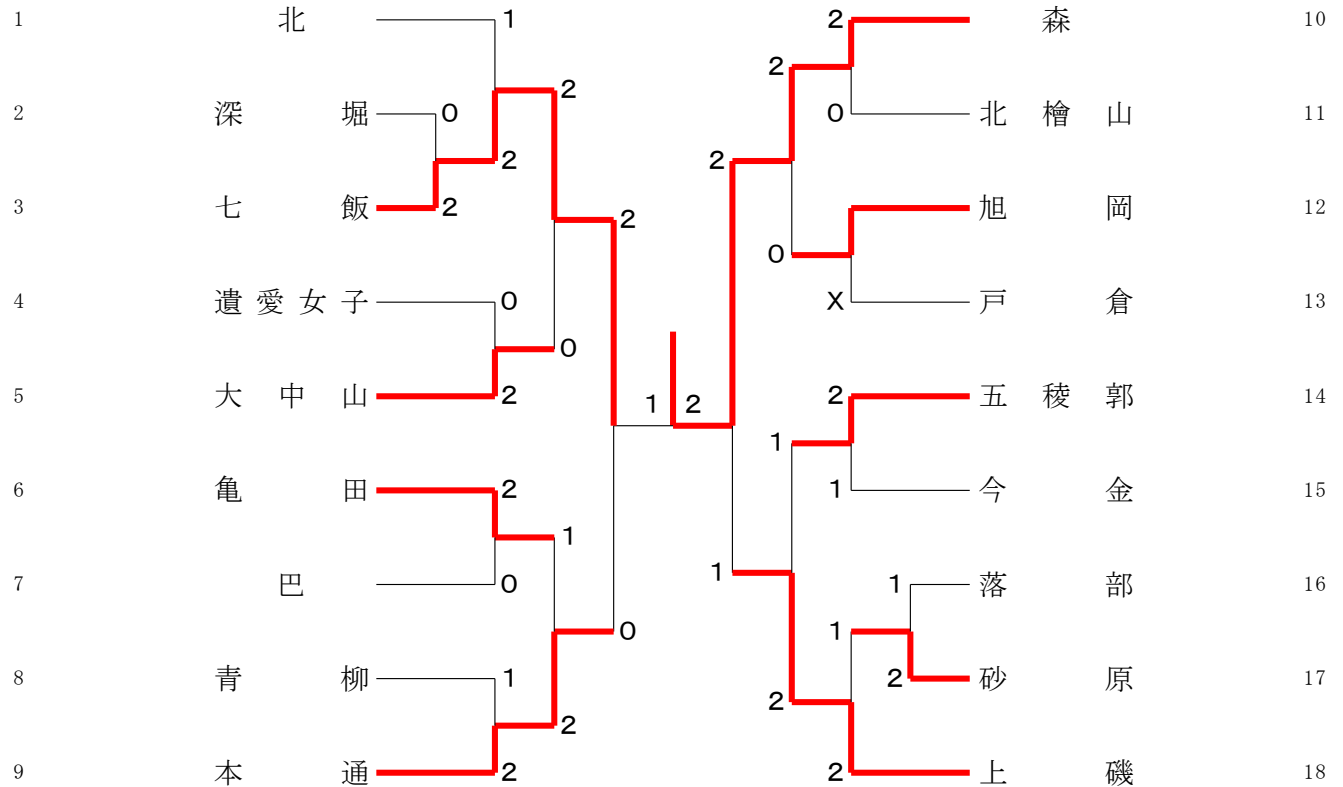 1 北 1 2 森 10
2 2
2 深堀 0 0 北檜山 11
2 2
3 七飯 2 2 旭岡 12
0
4 遺愛女子 0 X 戸倉 13
0
5 大中山 2 1 2 2 五稜郭 14
1
6 亀田 2 1 今金 15
1
7 巴 0 1 1 落部 16
0 1
8 青柳 1 2 砂原 17
2 2
9 本通 2 2 上磯 18